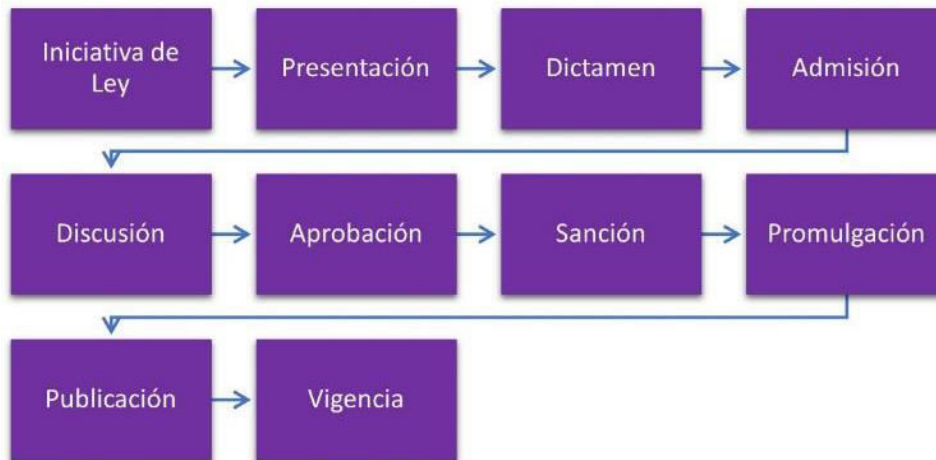 Iniciativa de
Ley
Presentación
Dictamen
Admisión
Discusión
Aprobación
Sanción
Promulgación
Publicación
Vigencia